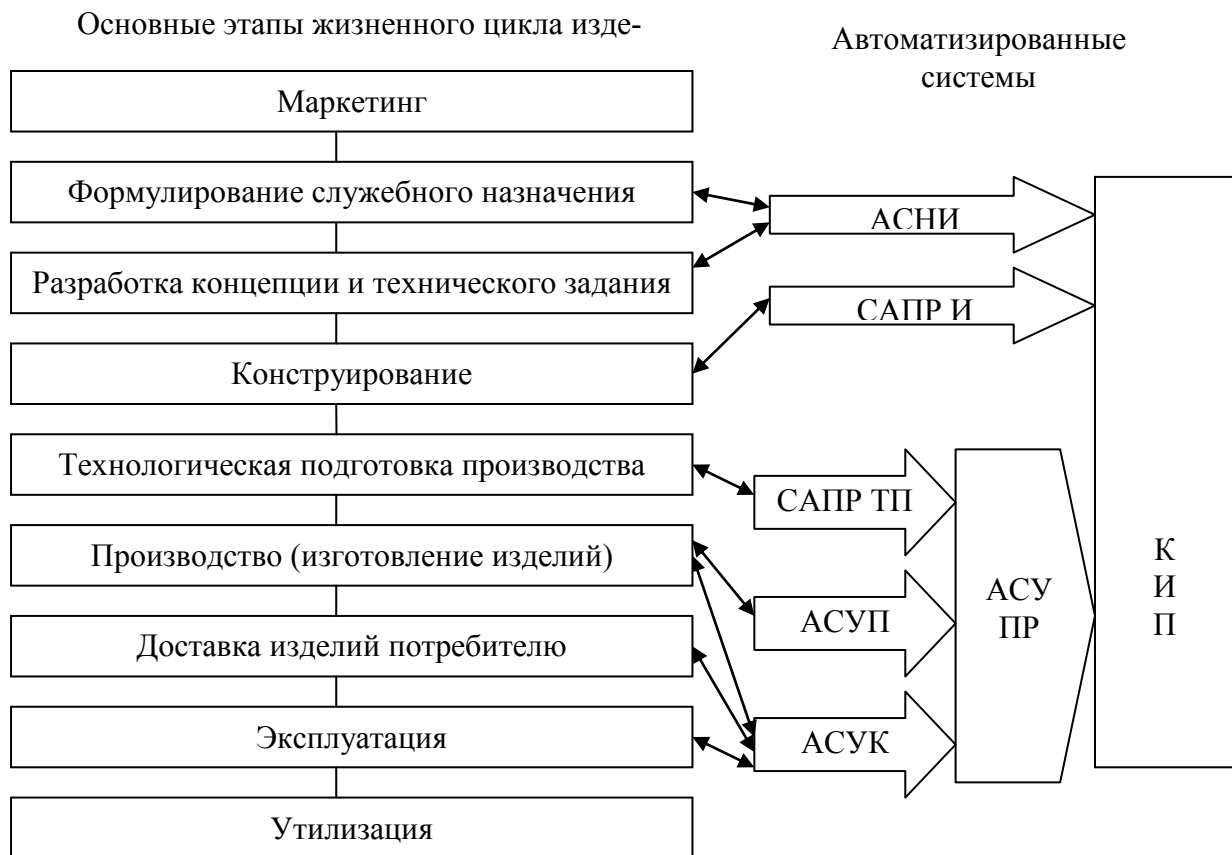 Основные этапы жизненного цикла изде-
Автоматизированные
системы
Маркетинг
Формулирование служебного назначения
АСНИ
Разработка концепции и технического задания
САПР И
Конструирование
Технологическая подготовка производства
САПР ТП
Производство (изготовление изделий)
АСУП
АСУ
ПР
К
И
П
Доставка изделий потребителю
Эксплуатация
АСУК
Утилизация